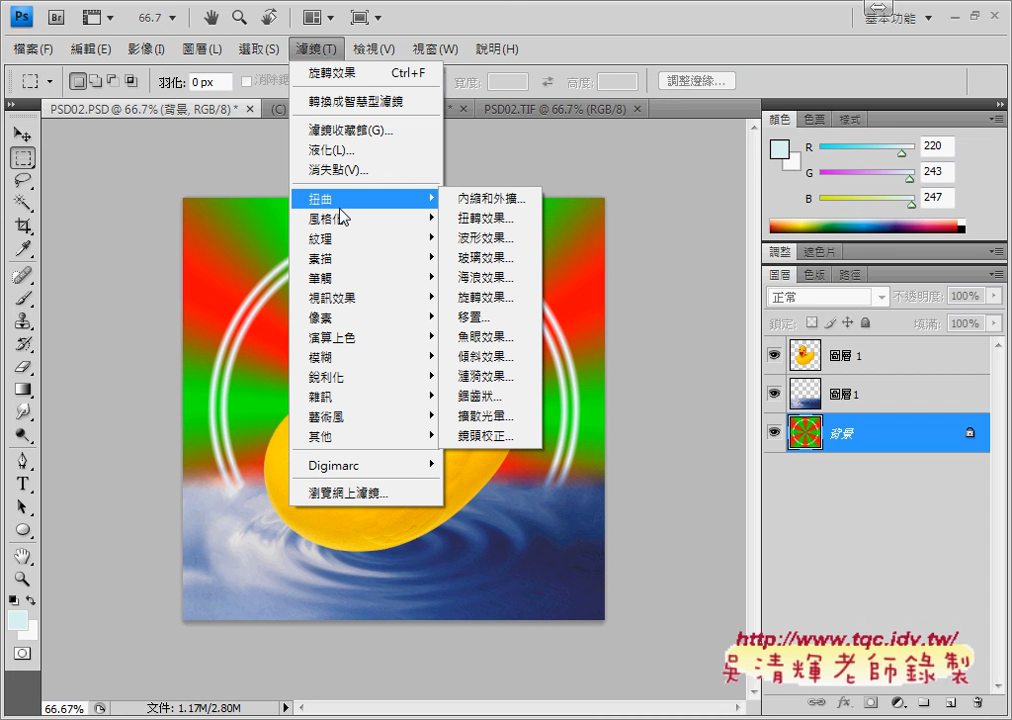 Ps Br 66.7 基本功能
檔案(F) 編輯(E) 影像(I) 圖層(L) 選取(S) 濾鏡(T) 檢視(V) 視窗(W) 說明(H)
羽化: 0 px 消除鋸 寬度: 高度: 調整邊緣...
PSD02.PSD @ 66.7% (背景, RGB/8) * × (C) * × PSD02.TIF @ 66.7% (RGB/8) ×
旋轉效果 Ctrl+F
轉換成智慧型濾鏡
濾鏡收藏館(G)...
液化(L)...
消失點(V)...
扭曲
風格化
紋理
素描
筆觸
視訊效果
像素
演算上色
模糊
銳利化
雜訊
藝術風
其他
Digimarc
瀏覽網上濾鏡...
內縮和外擴...
扭轉效果...
波形效果...
玻璃效果...
海浪效果...
旋轉效果...
移置...
魚眼效果...
傾斜效果...
漣漪效果...
鋸齒狀...
擴散光暈...
鏡頭校正...
顏色 色票 樣式
R 220
G 243
B 247
調整 遮色片
圖層 色版 路徑
正常 不透明度: 100%
鎖定: 填滿: 100%
圖層 1
圖層1
背景
http://www.tqc.idv.tw/
吳清輝老師錄製
66.67% 文件: 1.17M/2.80M